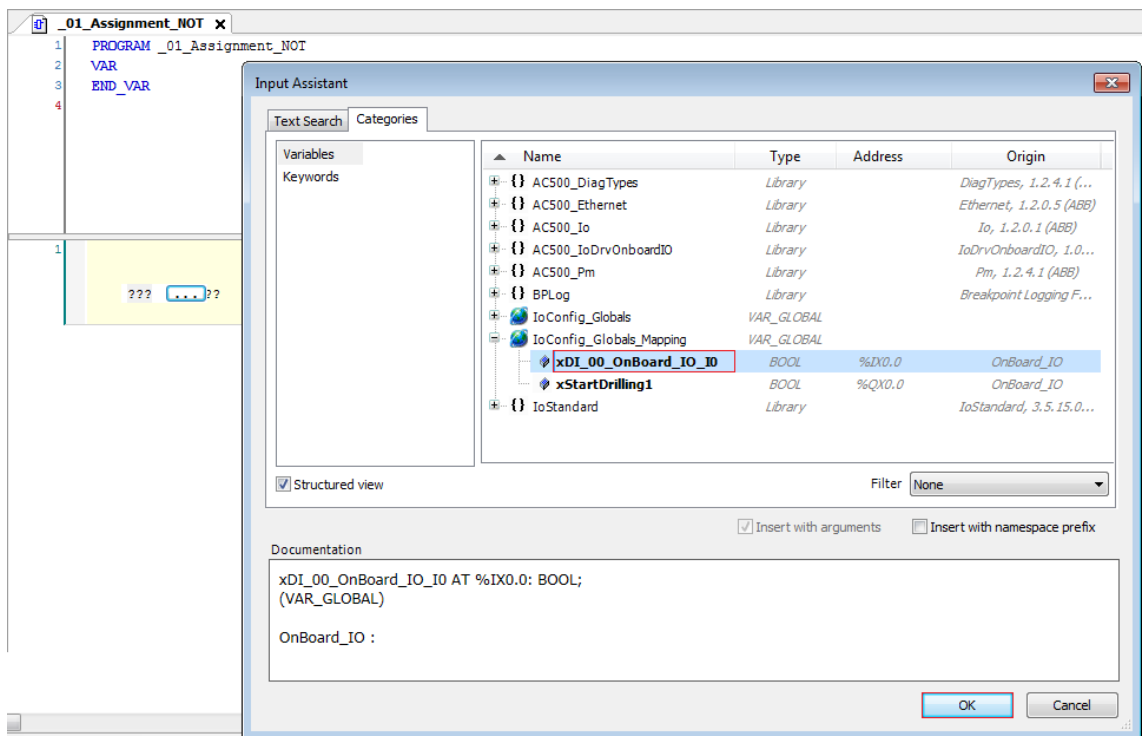 _01_Assignment_NOT X
1 PROGRAM _01_Assignment_NOT
2 VAR
3 END_VAR
4
1
??? ... ??
Input Assistant
Text Search Categories
Variables
Keywords
Name Type Address Origin
{} AC500_DiagTypes Library DiagTypes, 1.2.4.1 (...
{} AC500_Ethernet Library Ethernet, 1.2.0.5 (ABB)
{} AC500_Io Library Io, 1.2.0.1 (ABB)
{} AC500_IoDrvOnboardIO Library IoDrvOnboardIO, 1.0...
{} AC500_Pm Library Pm, 1.2.4.1 (ABB)
{} BPLog Library Breakpoint Logging F...
IoConfig_Globals VAR_GLOBAL
IoConfig_Globals_Mapping VAR_GLOBAL
xDI_00_OnBoard_IO_I0 BOOL %IX0.0 OnBoard_IO
xStartDrilling1 BOOL %QX0.0 OnBoard_IO
{} IoStandard Library IoStandard, 3.5.15.0...
Structured view
Filter None
Insert with arguments Insert with namespace prefix
Documentation
xDI_00_OnBoard_IO_I0 AT %IX0.0: BOOL;
(VAR_GLOBAL)
OnBoard_IO :
OK Cancel